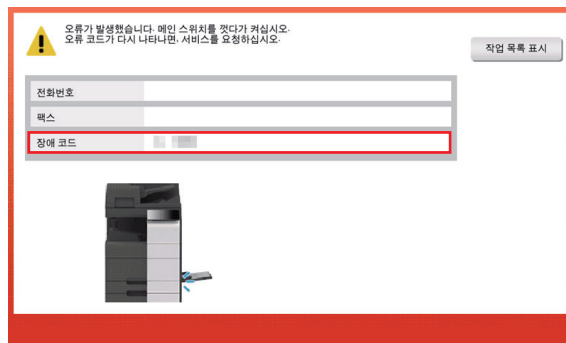 오류가 발생했습니다. 메인 스위치를 껏다가 켜십시오.
오류 코드가 다시 나타나면, 서비스를 요청하십시오.
작업 목록 표시
전화번호
팩스
장애 코드